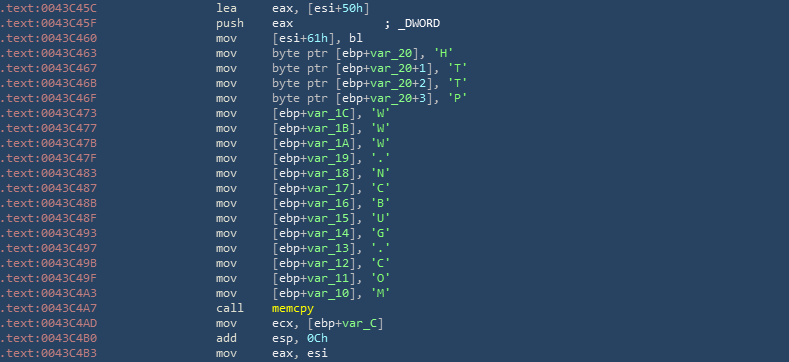 .text:0043C45C lea eax, [esi+50h]
.text:0043C45F push eax ; _DWORD
.text:0043C460 mov [esi+61h], bl
.text:0043C463 mov byte ptr [ebp+var_20], 'H'
.text:0043C467 mov byte ptr [ebp+var_20+1], 'T'
.text:0043C46B mov byte ptr [ebp+var_20+2], 'T'
.text:0043C46F mov byte ptr [ebp+var_20+3], 'P'
.text:0043C473 mov [ebp+var_1C], 'W'
.text:0043C477 mov [ebp+var_1B], 'W'
.text:0043C47B mov [ebp+var_1A], 'W'
.text:0043C47F mov [ebp+var_19], '.'
.text:0043C483 mov [ebp+var_18], 'N'
.text:0043C487 mov [ebp+var_17], 'C'
.text:0043C48B mov [ebp+var_16], 'B'
.text:0043C48F mov [ebp+var_15], 'U'
.text:0043C493 mov [ebp+var_14], 'G'
.text:0043C497 mov [ebp+var_13], '.'
.text:0043C49B mov [ebp+var_12], 'C'
.text:0043C49F mov [ebp+var_11], 'O'
.text:0043C4A3 mov [ebp+var_10], 'M'
.text:0043C4A7 call memcpy
.text:0043C4AD mov ecx, [ebp+var_C]
.text:0043C4B0 add esp, 0Ch
.text:0043C4B3 mov eax, esi